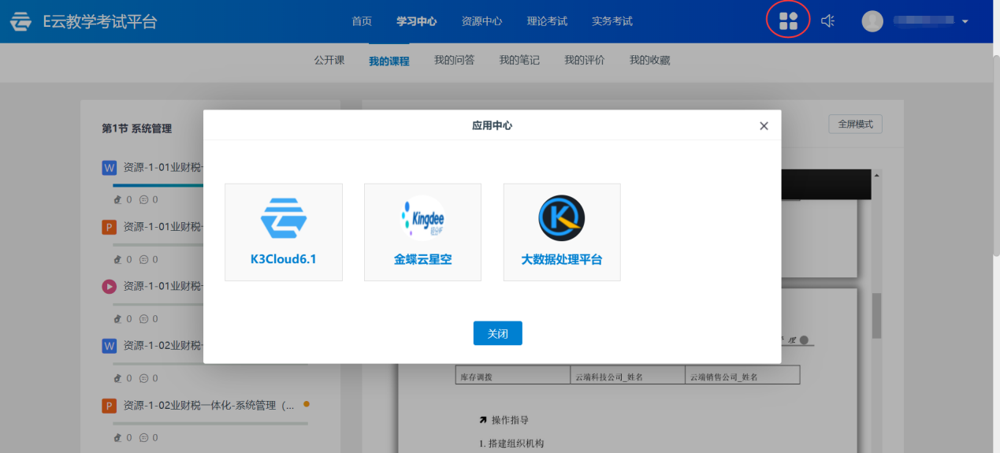 E云教学考试平台
首页 学习中心 资源中心 理论考试 实务考试
公开课 我的课程 我的问答 我的笔记 我的评价 我的收藏
第1节 系统管理
应用中心
全屏模式
W 资源-1-01业财税
0 0
P 资源-1-01业财税
0 0
资源-1-01业财税
0 0
W 资源-1-02业财税
0 0
P 资源-1-02业财税一体化-系统管理（...
0 0
K3Cloud6.1
Kingdee
金蝶云星空
K
大数据处理平台
关闭
理
库存调拨 云端科技公司_姓名 云端销售公司_姓名
操作指导
1. 搭建组织机构